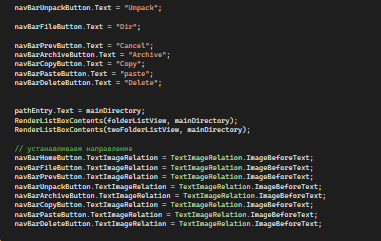 navBarUnpackButton.Text = "Unpack";
navBarFileButton.Text = "Dir";
navBarPrevButton.Text = "Cancel";
navBarArchiveButton.Text = "Archive";
navBarCopyButton.Text = "Copy";
navBarPasteButton.Text = "paste";
navBarDeleteButton.Text = "Delete";
pathEntry.Text = mainDirectory;
RenderListBoxContents(folderListView, mainDirectory);
RenderListBoxContents(twoFolderListView, mainDirectory);
// устанавливаем направление
navBarHomeButton.TextImageRelation = TextImageRelation.ImageBeforeText;
navBarFileButton.TextImageRelation = TextImageRelation.ImageBeforeText;
navBarPrevButton.TextImageRelation = TextImageRelation.ImageBeforeText;
navBarUnpackButton.TextImageRelation = TextImageRelation.ImageBeforeText;
navBarArchiveButton.TextImageRelation = TextImageRelation.ImageBeforeText;
navBarCopyButton.TextImageRelation = TextImageRelation.ImageBeforeText;
navBarPasteButton.TextImageRelation = TextImageRelation.ImageBeforeText;
navBarDeleteButton.TextImageRelation = TextImageRelation.ImageBeforeText;